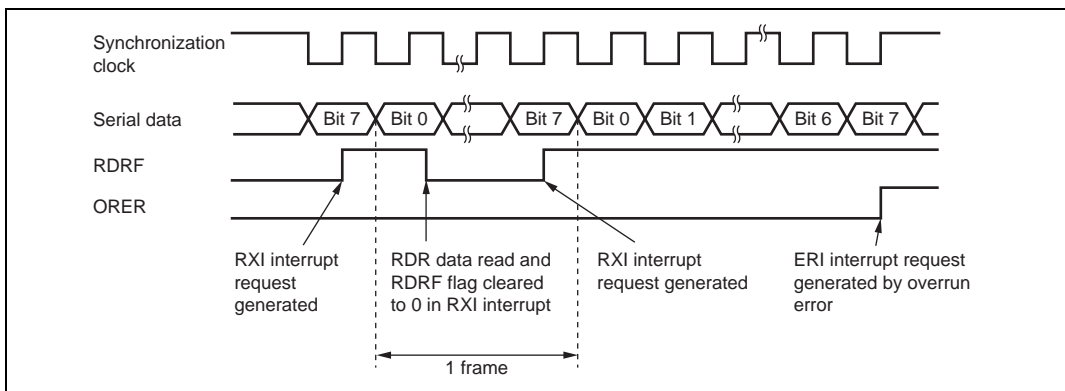 Synchronization
clock
Serial data
Bit 7 Bit 0 Bit 7 Bit 0 Bit 1 Bit 6 Bit 7
RDRF
ORER
RXI interrupt
request
generated
RDR data read and
RDRF flag cleared
to 0 in RXI interrupt
RXI interrupt
request generated
ERI interrupt request
generated by overrun
error
1 frame